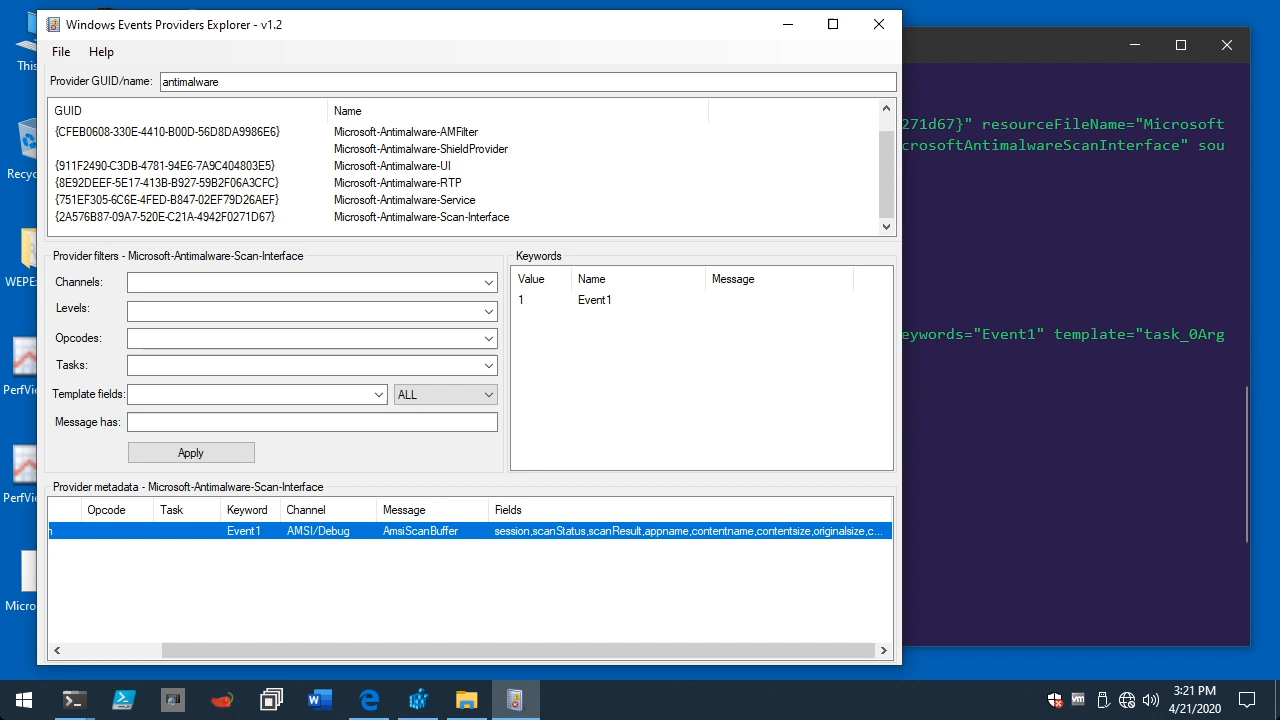 Windows Events Providers Explorer - v1.2
File Help
Provider GUID/name: antimalware
GUID Name
{CFEB0608-330E-4410-B00D-56D8DA9986E6} Microsoft-Antimalware-AMFilter
Microsoft-Antimalware-ShieldProvider
{911F2490-C3DB-4781-94E6-7A9C404803E5} Microsoft-Antimalware-UI
{8E92DEEF-5E17-413B-B927-59B2F06A3CFC} Microsoft-Antimalware-RTP
{751EF305-6C6E-4FED-B847-02EF79D26AEF} Microsoft-Antimalware-Service
{2A576B87-09A7-520E-C21A-4942F0271D67} Microsoft-Antimalware-Scan-Interface
Provider filters - Microsoft-Antimalware-Scan-Interface
Channels:
Levels:
Opcodes:
Tasks:
Template fields: ALL
Message has:
Apply
Keywords
Value Name Message
1 Event1
Provider metadata - Microsoft-Antimalware-Scan-Interface
Opcode Task Keyword Channel Message Fields
n Event1 AMSI/Debug AmsiScanBuffer session,scanStatus,scanResult,appname,contentname,contentsize,originalsize,c...
271d67}" resourceFileName="Microsoft
crosoftAntimalwareScanInterface" sou
eywords="Event1" template="task_0Arg
This
Recyc
WEPE
PerfVie
PerfVie
Micro
3:21 PM
4/21/2020